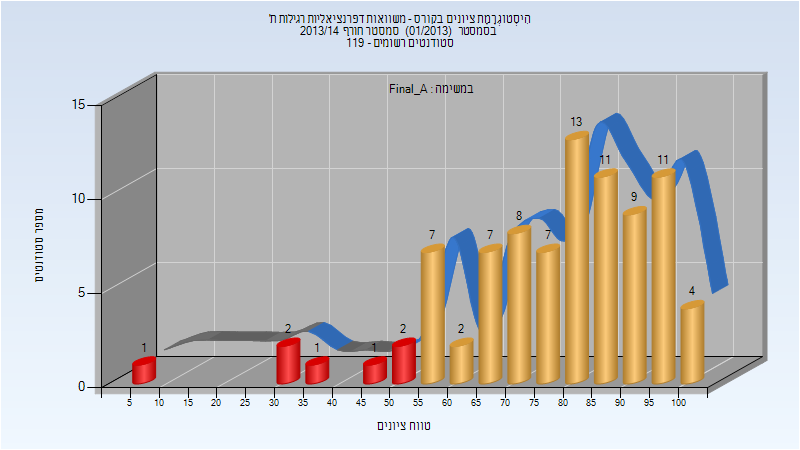 היסטוגרמת ציונים בקורס - משוואות דפרנציאליות רגילות ת'
בסמסטר (01/2013) סמסטר חורף 2013/14
סטודנטים רשומים - 119
במשימה : Final_A
15
10
5
0
מספר סטודנטים
1
2
1
1
2
7
2
7
8
7
13
11
9
11
4
5 10 15 20 25 30 35 40 45 50 55 60 65 70 75 80 85 90 95 100
טווח ציונים